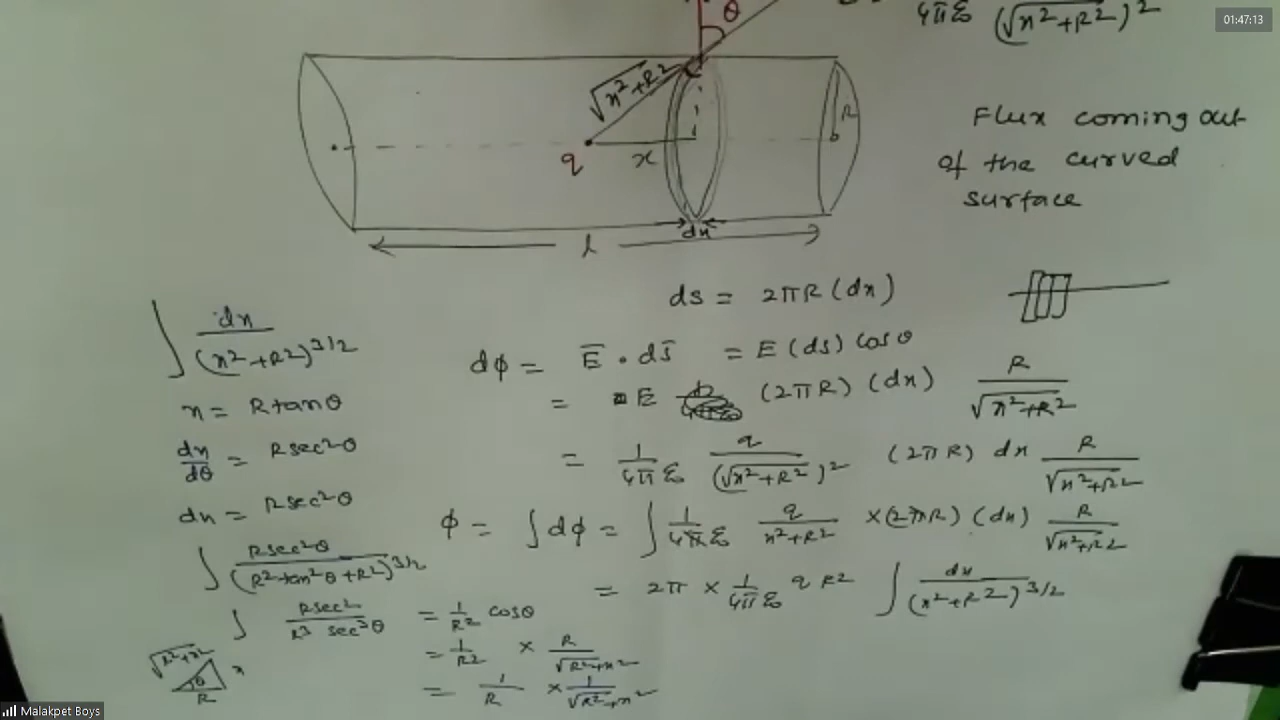 01:47:13
θ
4πε₀ (√x²+R²)²
√x²+R²
R
q
x
dx
l
Flux coming out
of the curved
surface
ds = 2πR (dx)
dφ = E̅ · ds̅ = E (ds) cosθ
= E (2πR) (dx) R/√x²+R²
= 1/4πε₀ q/(√x²+R²)² (2πR) dx R/√x²+R²
φ = ∫dφ = ∫ 1/4πε₀ q/x²+R² ×(2πR) (dx) R/√x²+R²
= 2π × 1/4πε₀ q R² ∫ dx/(x²+R²)^3/2
∫ dx/(x²+R²)^3/2
x = R tanθ
dx/dθ = R sec²θ
dx = R sec²θ
∫ R sec²θ/(R² tan²θ + R²)^3/2
∫ R sec²/R³ sec³θ = 1/R² cosθ
= 1/R² × R/√R²+x²
= 1/R × 1/√R²+x²
√R²+x²
x
θ
R
Malakpet Boys